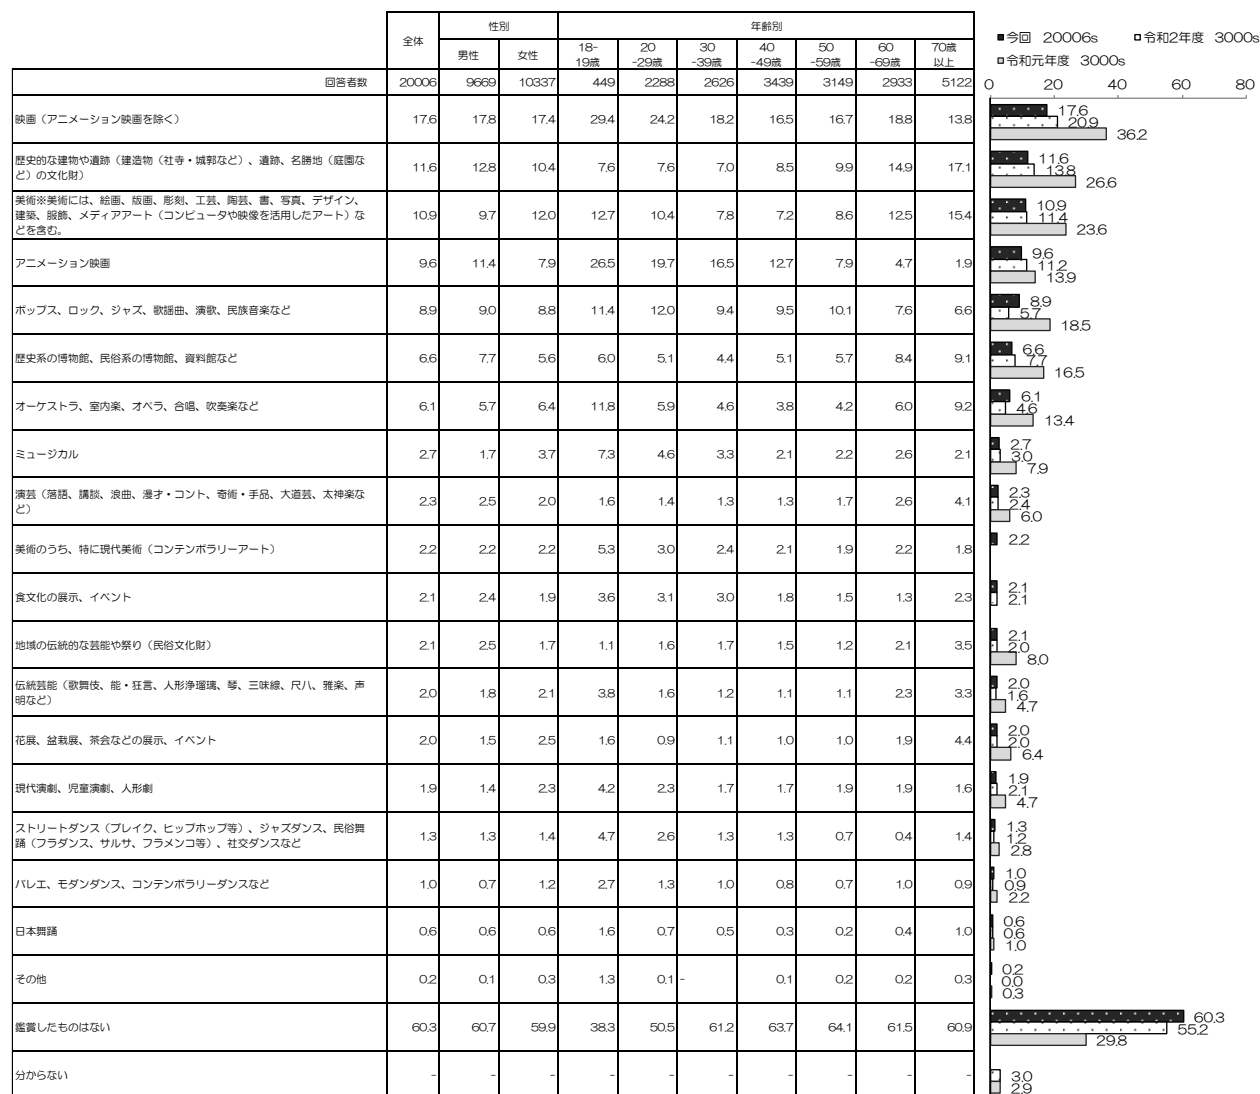 性別
年齢別
全体
男性
女性
18-
19歳
20
-29歳
30
-39歳
40
-49歳
50
-59歳
60
-69歳
70歳
以上
■今回 20006s □令和2年度 3000s
□令和元年度 3000s
0 20 40 60 80
回答者数 20006 9669 10337 449 2288 2626 3439 3149 2933 5122
映画（アニメーション映画を除く） 17.6 17.8 17.4 29.4 24.2 18.2 16.5 16.7 18.8 13.8
17.6
20.9
36.2
歴史的な建物や遺跡（建造物（社寺・城郭など）、遺跡、名勝地（庭園な
ど）の文化財） 11.6 12.8 10.4 7.6 7.6 7.0 8.5 9.9 14.9 17.1
11.6
13.8
26.6
美術※美術には、絵画、版画、彫刻、工芸、陶芸、書、写真、デザイン、
建築、服飾、メディアアート（コンピュータや映像を活用したアート）な
どを含む。 10.9 9.7 12.0 12.7 10.4 7.8 7.2 8.6 12.5 15.4
10.9
11.4
23.6
アニメーション映画 9.6 11.4 7.9 26.5 19.7 16.5 12.7 7.9 4.7 1.9
9.6
11.2
13.9
ポップス、ロック、ジャズ、歌謡曲、演歌、民族音楽など 8.9 9.0 8.8 11.4 12.0 9.4 9.5 10.1 7.6 6.6
8.9
5.7
18.5
歴史系の博物館、民俗系の博物館、資料館など 6.6 7.7 5.6 6.0 5.1 4.4 5.1 5.7 8.4 9.1
6.6
7.7
16.5
オーケストラ、室内楽、オペラ、合唱、吹奏楽など 6.1 5.7 6.4 11.8 5.9 4.6 3.8 4.2 6.0 9.2
6.1
4.6
13.4
ミュージカル 2.7 1.7 3.7 7.3 4.6 3.3 2.1 2.2 2.6 2.1
2.7
3.0
7.9
演芸（落語、講談、浪曲、漫才・コント、奇術・手品、大道芸、太神楽な
ど） 2.3 2.5 2.0 1.6 1.4 1.3 1.3 1.7 2.6 4.1
2.3
2.4
6.0
美術のうち、特に現代美術（コンテンポラリーアート） 2.2 2.2 2.2 5.3 3.0 2.4 2.1 1.9 2.2 1.8
2.2
食文化の展示、イベント 2.1 2.4 1.9 3.6 3.1 3.0 1.8 1.5 1.3 2.3
2.1
2.1
地域の伝統的な芸能や祭り（民俗文化財） 2.1 2.5 1.7 1.1 1.6 1.7 1.5 1.2 2.1 3.5
2.1
2.0
8.0
伝統芸能（歌舞伎、能・狂言、人形浄瑠璃、琴、三味線、尺八、雅楽、声
明など） 2.0 1.8 2.1 3.8 1.6 1.2 1.1 1.1 2.3 3.3
2.0
1.6
4.7
花展、盆栽展、茶会などの展示、イベント 2.0 1.5 2.5 1.6 0.9 1.1 1.0 1.0 1.9 4.4
2.0
2.0
6.4
現代演劇、児童演劇、人形劇 1.9 1.4 2.3 4.2 2.3 1.7 1.7 1.9 1.9 1.6
1.9
2.1
4.7
ストリートダンス（ブレイク、ヒップホップ等）、ジャズダンス、民俗舞
踊（フラダンス、サルサ、フラメンコ等）、社交ダンスなど 1.3 1.3 1.4 4.7 2.6 1.3 1.3 0.7 0.4 1.4
1.3
1.2
2.8
バレエ、モダンダンス、コンテンポラリーダンスなど 1.0 0.7 1.2 2.7 1.3 1.0 0.8 0.7 1.0 0.9
1.0
0.9
2.2
日本舞踊 0.6 0.6 0.6 1.6 0.7 0.5 0.3 0.2 0.4 1.0
0.6
0.6
1.0
その他 0.2 0.1 0.3 1.3 0.1 - 0.1 0.2 0.2 0.3
0.2
0.0
0.3
鑑賞したものはない 60.3 60.7 59.9 38.3 50.5 61.2 63.7 64.1 61.5 60.9
60.3
55.2
29.8
分からない - - - - - - - - - -
3.0
2.9